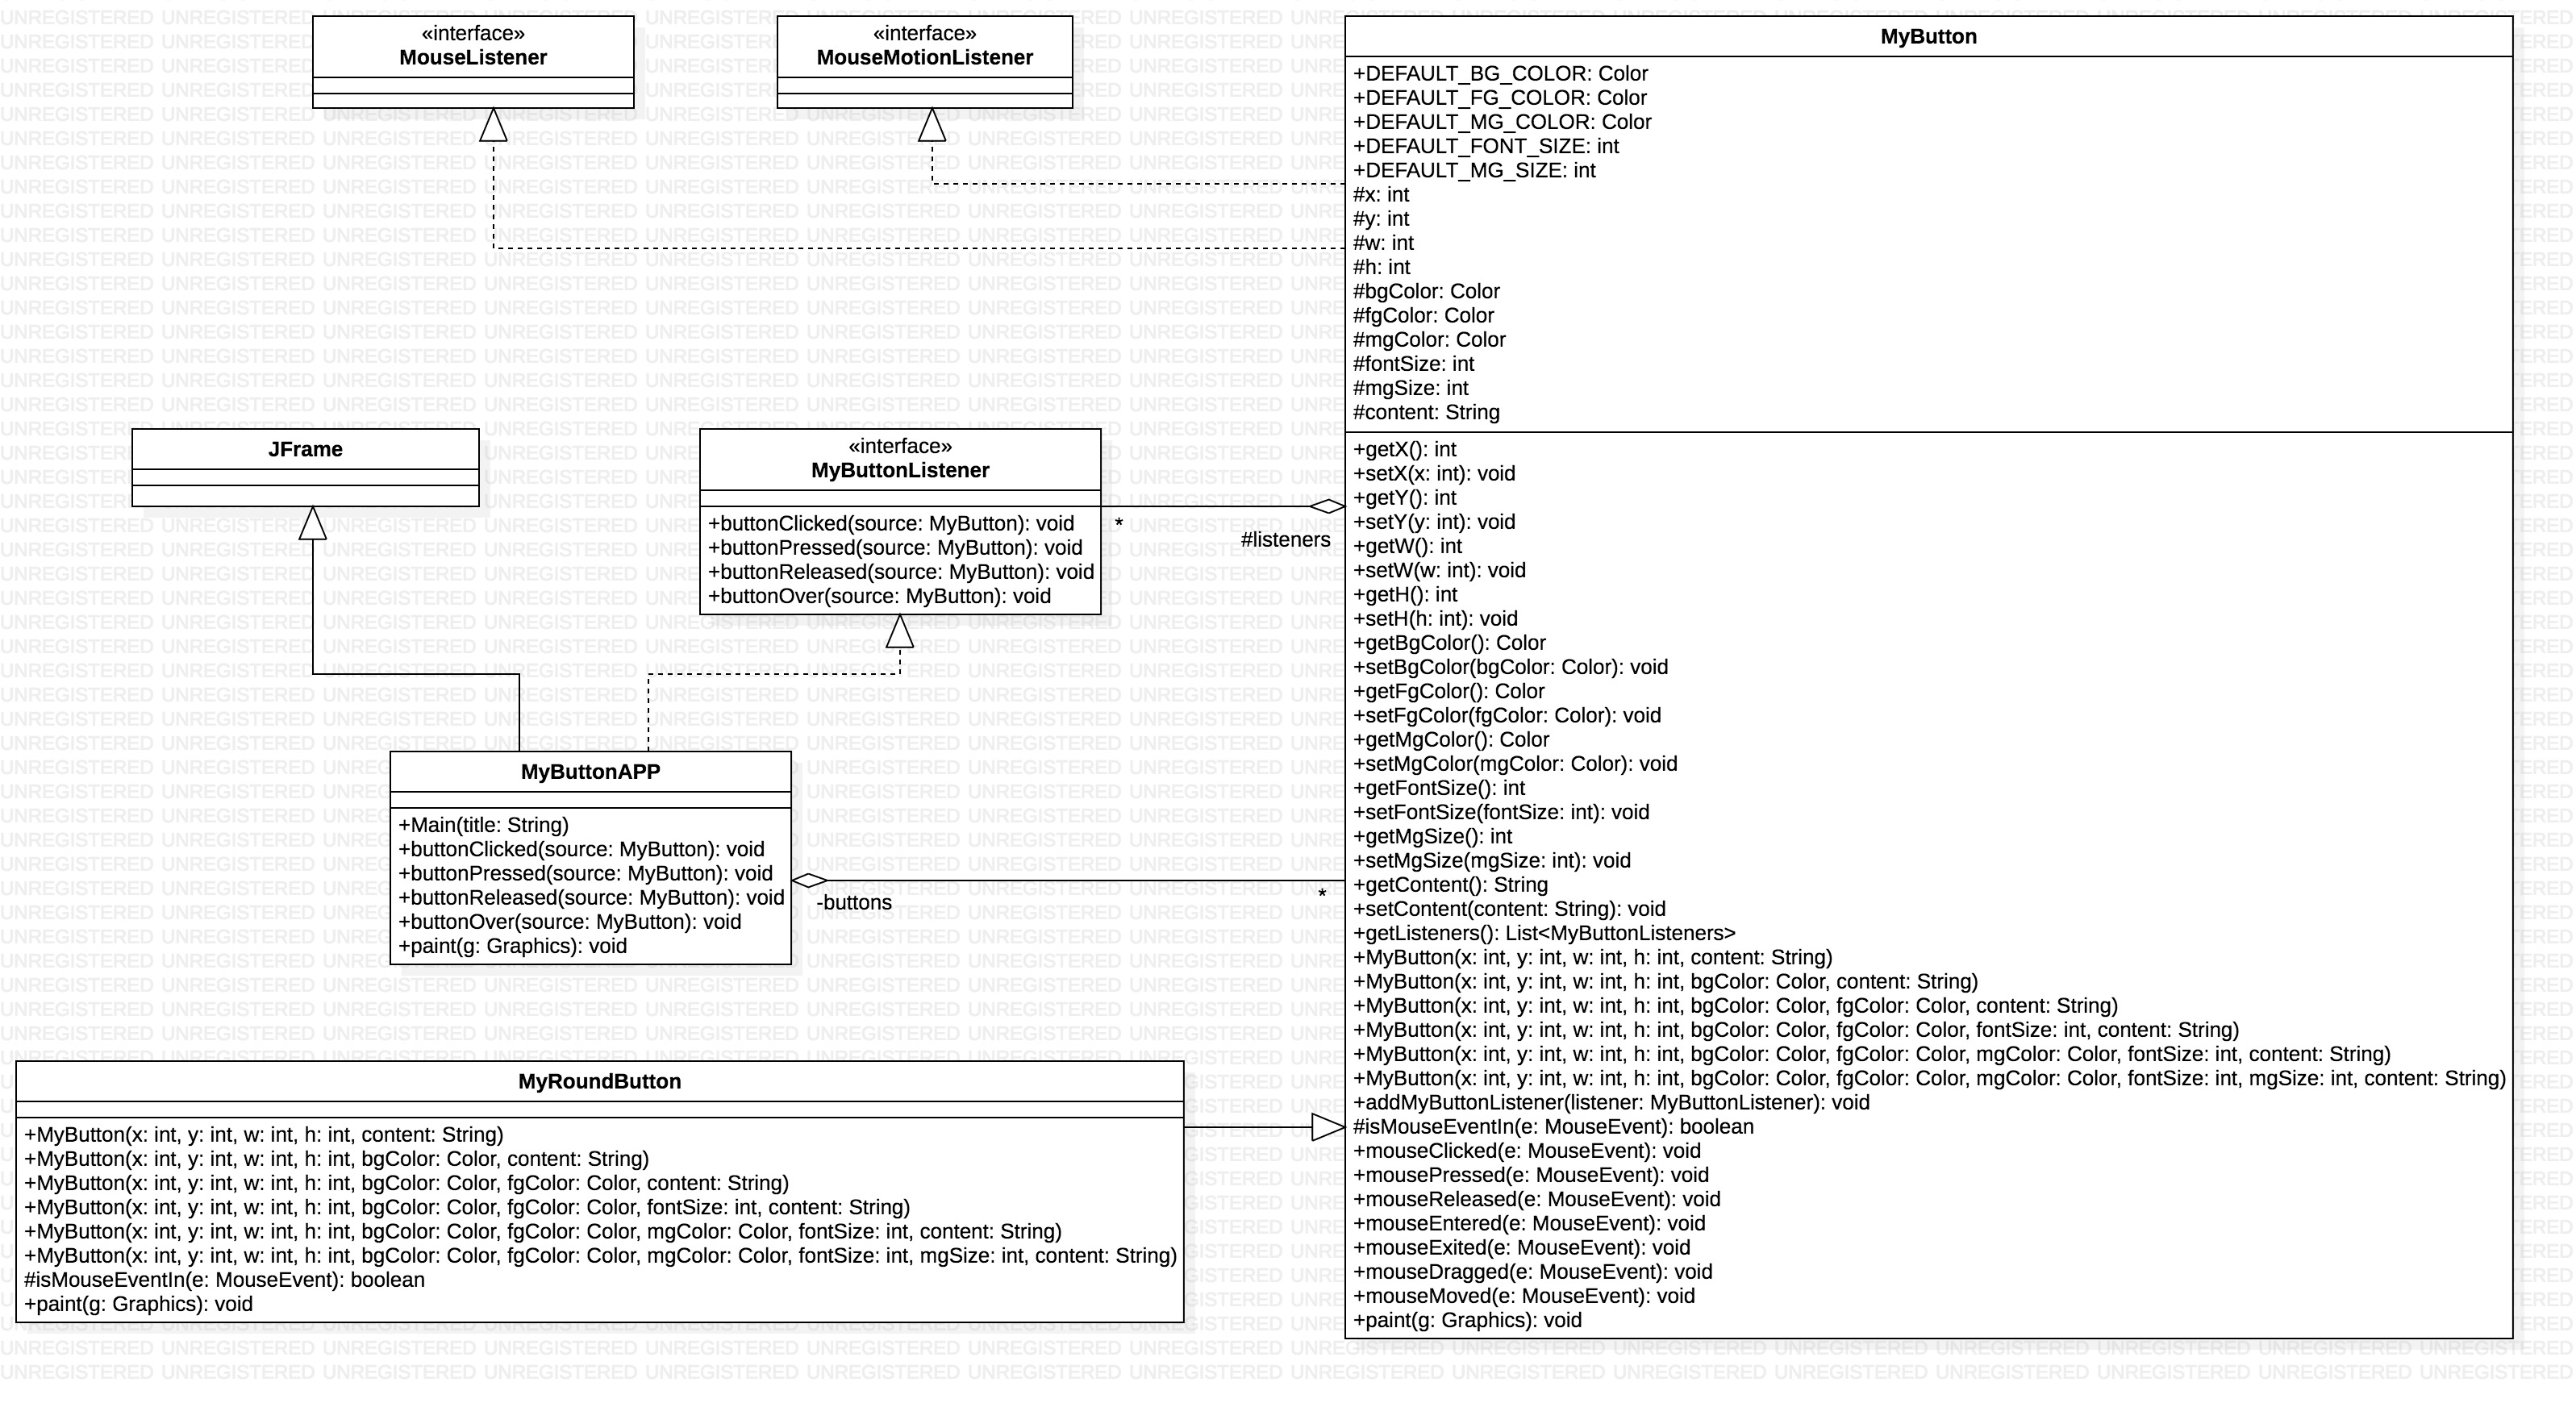 «interface»
MouseListener
«interface»
MouseMotionListener
MyButton
+DEFAULT_BG_COLOR: Color
+DEFAULT_FG_COLOR: Color
+DEFAULT_MG_COLOR: Color
+DEFAULT_FONT_SIZE: int
+DEFAULT_MG_SIZE: int
#x: int
#y: int
#w: int
#h: int
#bgColor: Color
#fgColor: Color
#mgColor: Color
#fontSize: int
#mgSize: int
#content: String
+getX(): int
+setX(x: int): void
+getY(): int
+setY(y: int): void
+getW(): int
+setW(w: int): void
+getH(): int
+setH(h: int): void
+getBgColor(): Color
+setBgColor(bgColor: Color): void
+getFgColor(): Color
+setFgColor(fgColor: Color): void
+getMgColor(): Color
+setMgColor(mgColor: Color): void
+getFontSize(): int
+setFontSize(fontSize: int): void
+getMgSize(): int
+setMgSize(mgSize: int): void
+getContent(): String
+setContent(content: String): void
+getListeners(): List<MyButtonListeners>
+MyButton(x: int, y: int, w: int, h: int, content: String)
+MyButton(x: int, y: int, w: int, h: int, bgColor: Color, content: String)
+MyButton(x: int, y: int, w: int, h: int, bgColor: Color, fgColor: Color, content: String)
+MyButton(x: int, y: int, w: int, h: int, bgColor: Color, fgColor: Color, fontSize: int, content: String)
+MyButton(x: int, y: int, w: int, h: int, bgColor: Color, fgColor: Color, mgColor: Color, fontSize: int, content: String)
+MyButton(x: int, y: int, w: int, h: int, bgColor: Color, fgColor: Color, mgColor: Color, fontSize: int, mgSize: int, content: String)
+addMyButtonListener(listener: MyButtonListener): void
#isMouseEventIn(e: MouseEvent): boolean
+mouseClicked(e: MouseEvent): void
+mousePressed(e: MouseEvent): void
+mouseReleased(e: MouseEvent): void
+mouseEntered(e: MouseEvent): void
+mouseExited(e: MouseEvent): void
+mouseDragged(e: MouseEvent): void
+mouseMoved(e: MouseEvent): void
+paint(g: Graphics): void
JFrame
«interface»
MyButtonListener
+buttonClicked(source: MyButton): void
+buttonPressed(source: MyButton): void
+buttonReleased(source: MyButton): void
+buttonOver(source: MyButton): void
*
#listeners
MyButtonAPP
+Main(title: String)
+buttonClicked(source: MyButton): void
+buttonPressed(source: MyButton): void
+buttonReleased(source: MyButton): void
+buttonOver(source: MyButton): void
+paint(g: Graphics): void
-buttons
*
MyRoundButton
+MyButton(x: int, y: int, w: int, h: int, content: String)
+MyButton(x: int, y: int, w: int, h: int, bgColor: Color, content: String)
+MyButton(x: int, y: int, w: int, h: int, bgColor: Color, fgColor: Color, content: String)
+MyButton(x: int, y: int, w: int, h: int, bgColor: Color, fgColor: Color, fontSize: int, content: String)
+MyButton(x: int, y: int, w: int, h: int, bgColor: Color, fgColor: Color, mgColor: Color, fontSize: int, content: String)
+MyButton(x: int, y: int, w: int, h: int, bgColor: Color, fgColor: Color, mgColor: Color, fontSize: int, mgSize: int, content: String)
#isMouseEventIn(e: MouseEvent): boolean
+paint(g: Graphics): void
UNREGISTERED